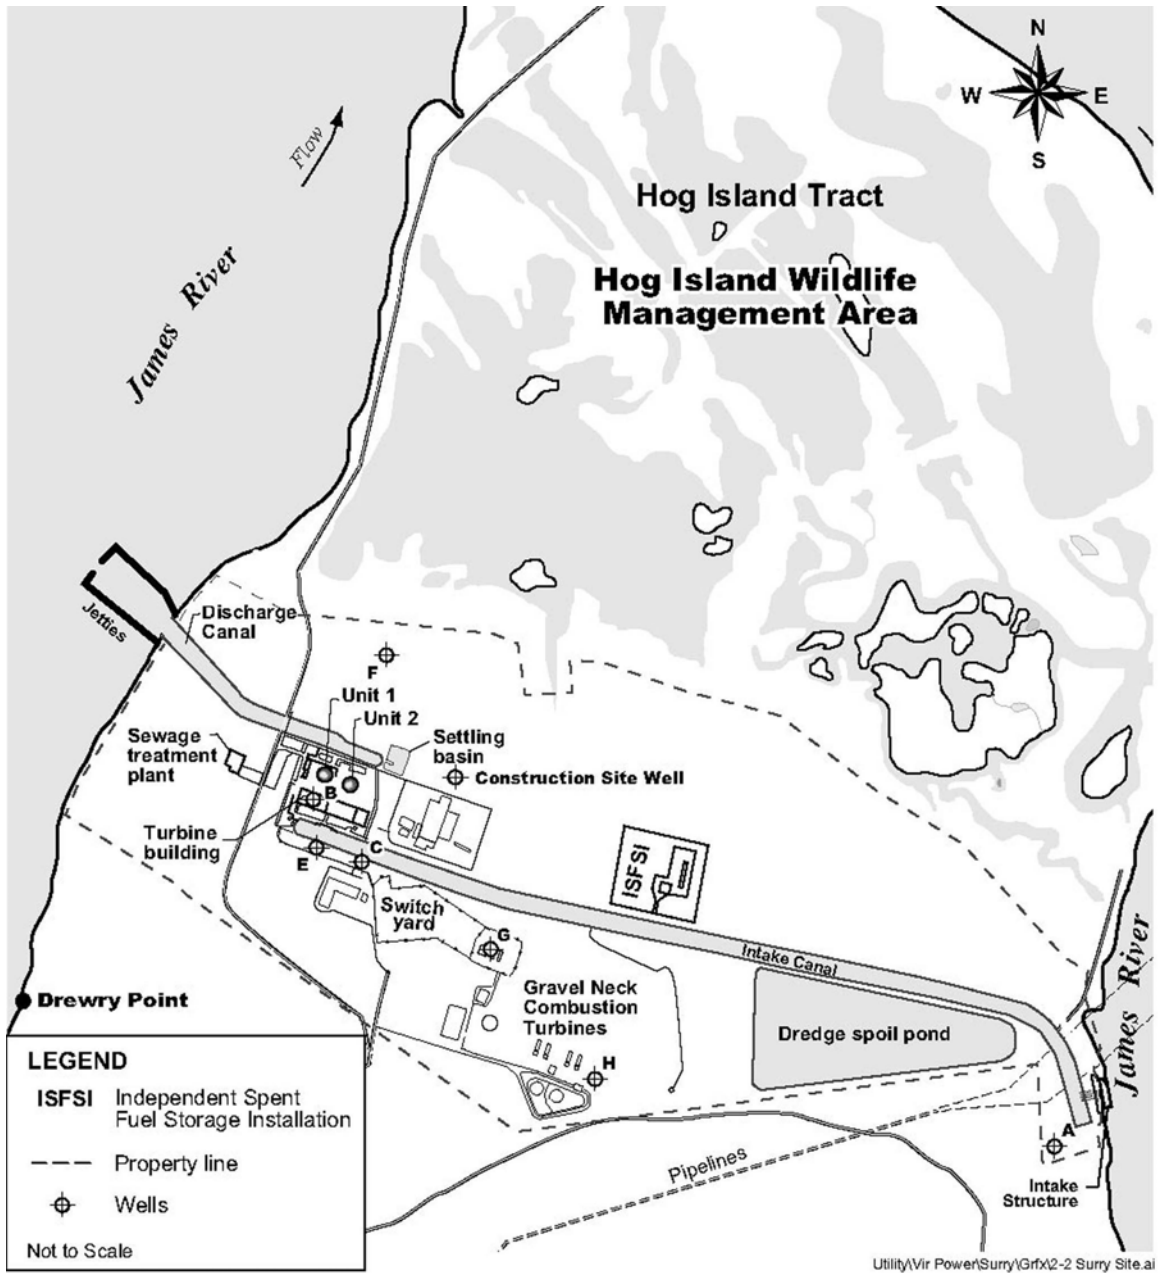 N
W E
S
Flow
Hog Island Tract
Hog Island Wildlife
Management Area
James River
Jetties
Discharge
Canal
F
Unit 1
Unit 2
Sewage
treatment
plant
Settling
basin
Construction Site Well
B
Turbine
building
E
C
ISFSI
Switch
yard
G
Intake Canal
James River
Drewry Point
Gravel Neck
Combustion
Turbines
Dredge spoil pond
H
A
Pipelines
Intake
Structure
LEGEND
ISFSI Independent Spent
Fuel Storage Installation
Property line
Wells
Not to Scale
Utility\Vir Power\Surry\Grfx\2-2 Surry Site.ai